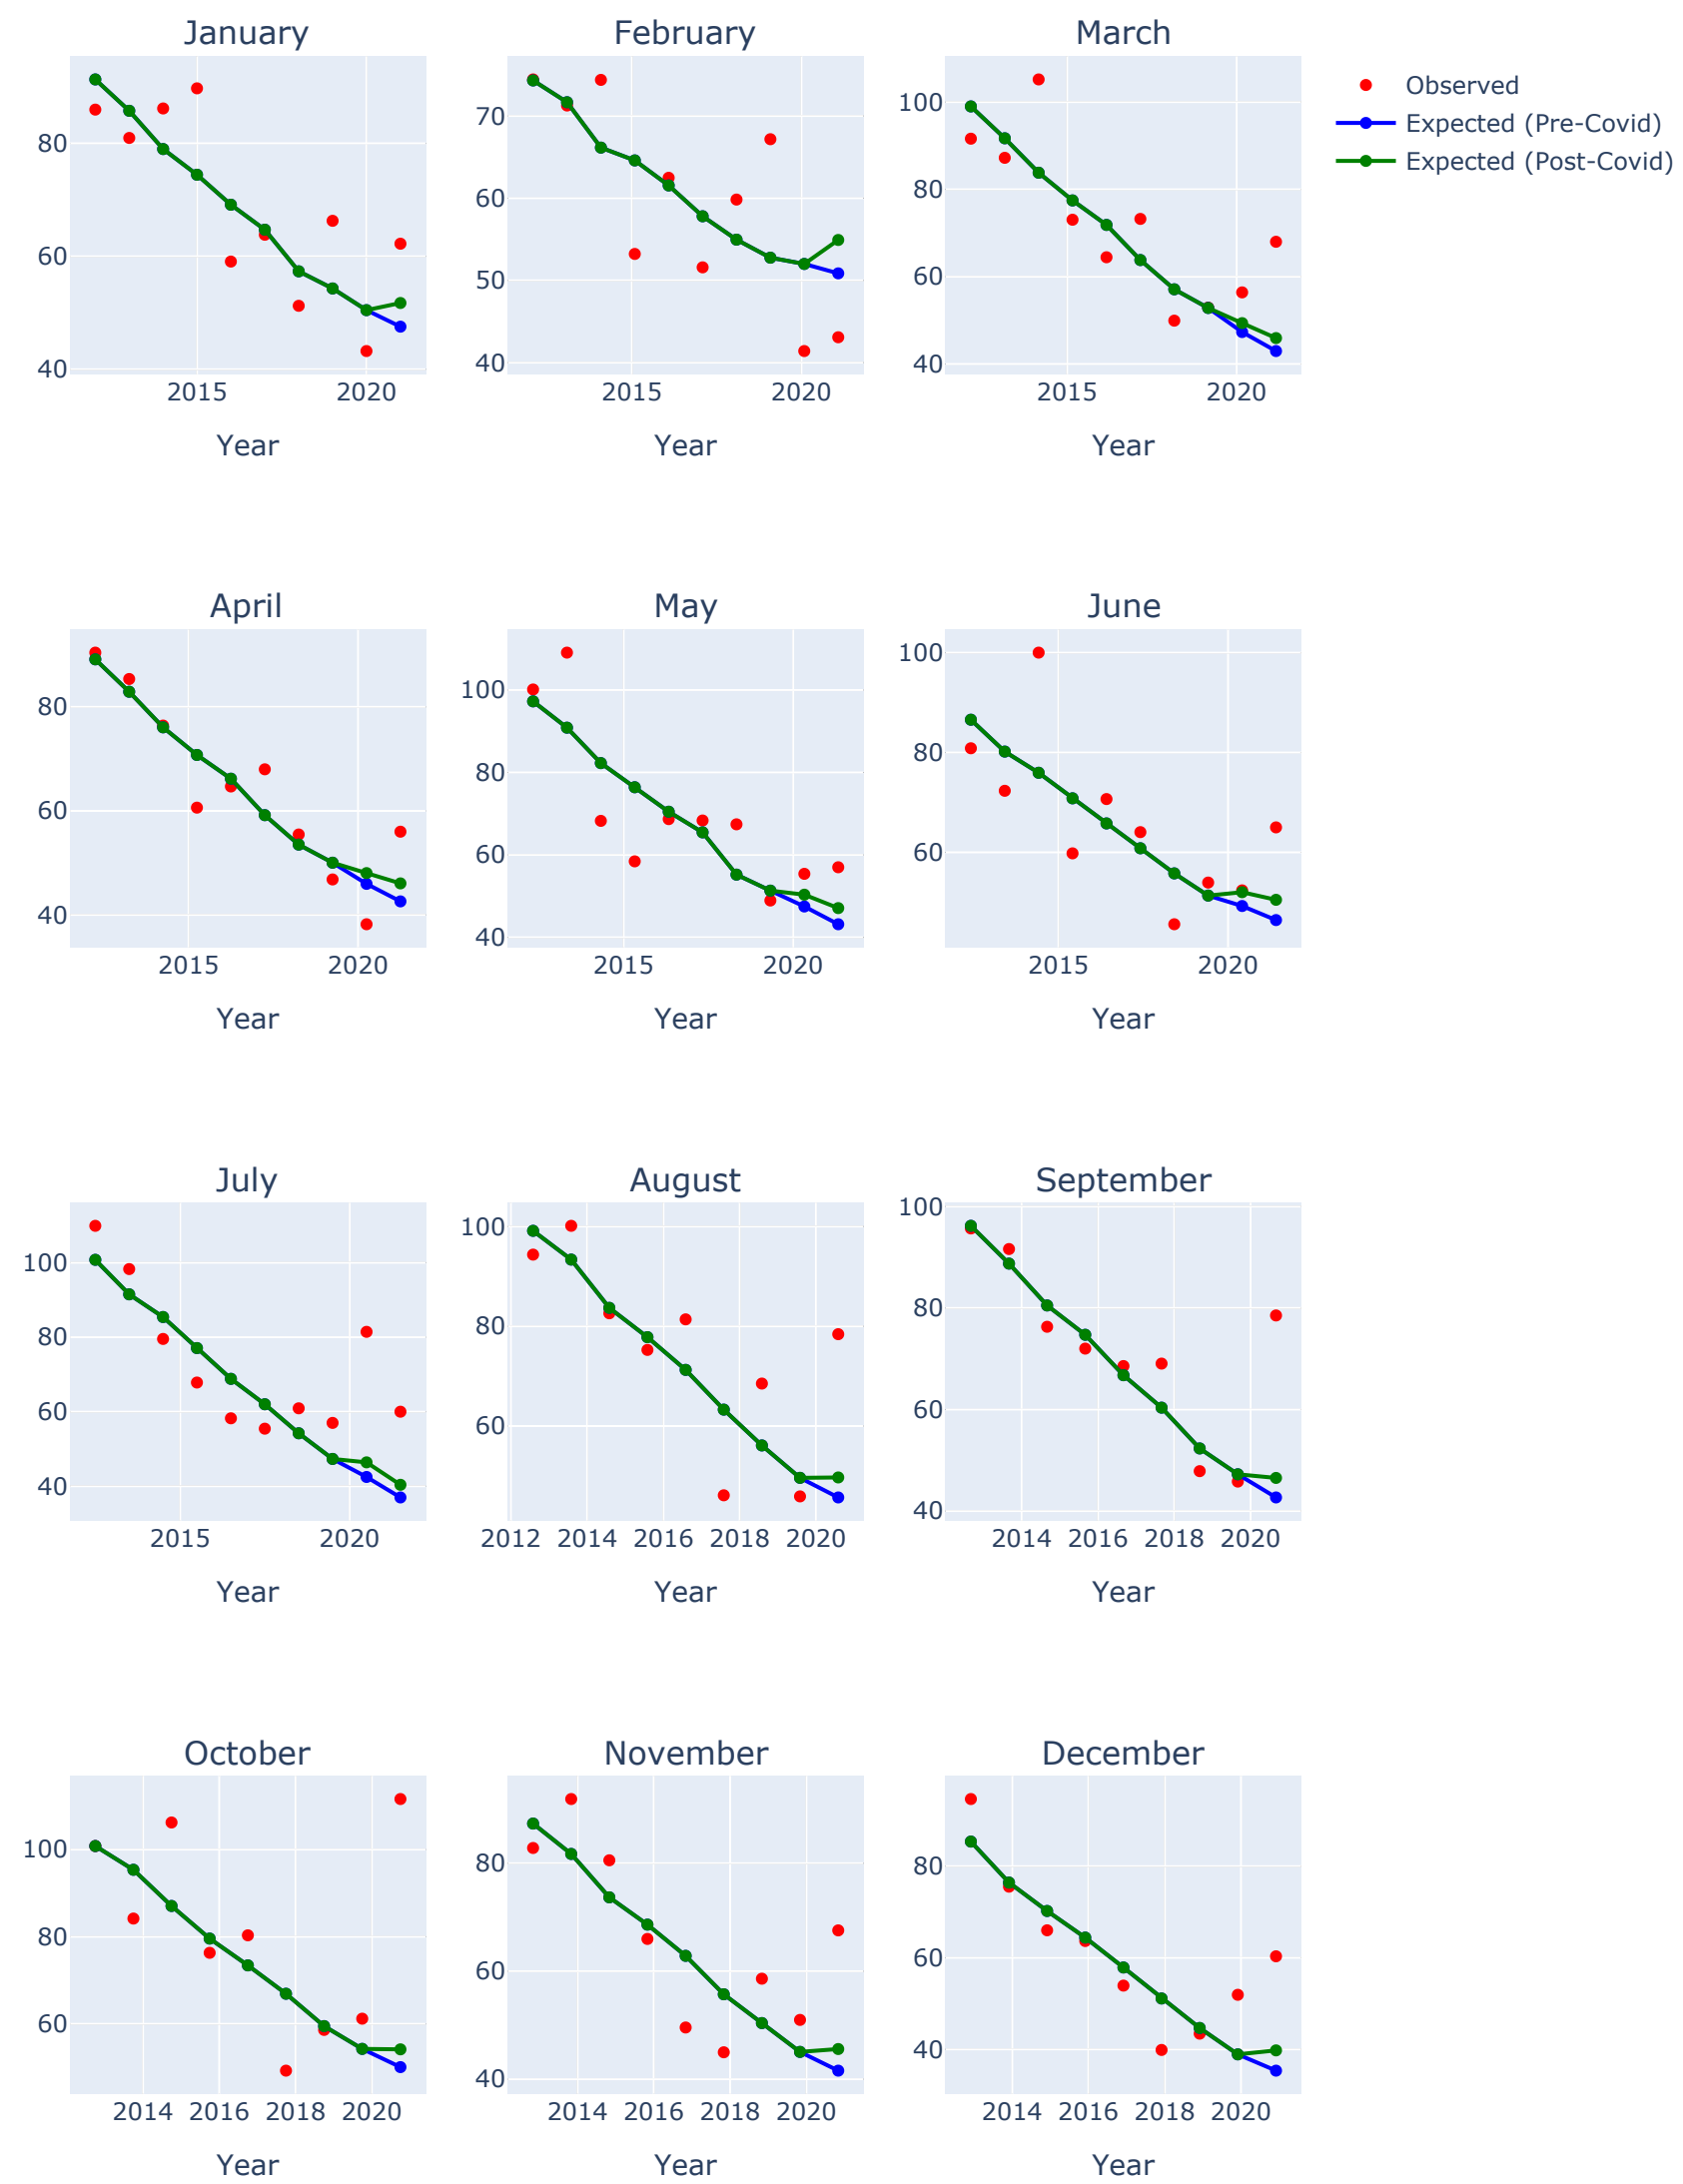 January
February
March
Observed
Expected (Pre-Covid)
Expected (Post-Covid)
80
60
40
2015 2020
Year
70
60
50
40
2015 2020
Year
100
80
60
40
2015 2020
Year
April
May
June
80
60
40
2015 2020
Year
100
80
60
40
2015 2020
Year
100
80
60
2015 2020
Year
July
August
September
100
80
60
40
2015 2020
Year
100
80
60
2012 2014 2016 2018 2020
Year
100
80
60
40
2014 2016 2018 2020
Year
October
November
December
100
80
60
2014 2016 2018 2020
Year
80
60
40
2014 2016 2018 2020
Year
80
60
40
2014 2016 2018 2020
Year